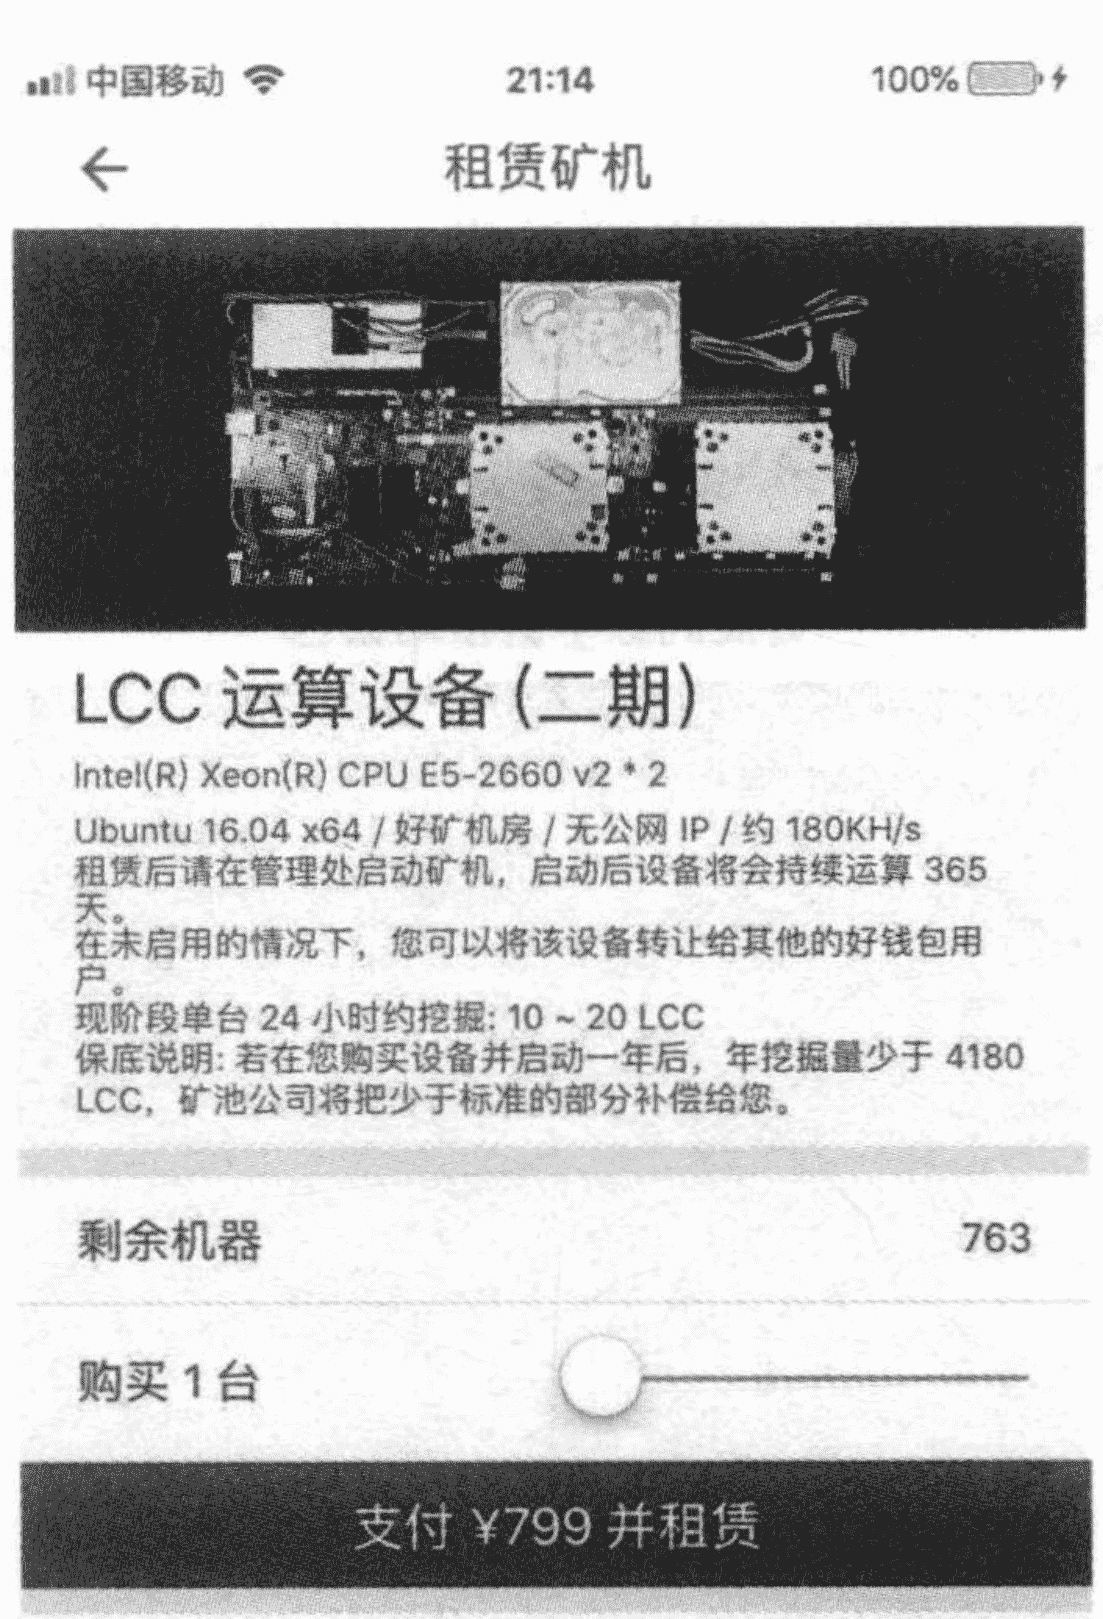 中国移动 21:14 100%
租赁矿机
LCC 运算设备 (二期)
Intel(R) Xeon(R) CPU E5-2660 v2 * 2
Ubuntu 16.04 x64 / 好矿机房 / 无公网 IP / 约 180KH/s
租赁后请在管理处启动矿机，启动后设备将会持续运算 365
天。
在未启用的情况下，您可以将该设备转让给其他的好钱包用
户。
现阶段单台 24 小时约挖掘: 10 ~ 20 LCC
保底说明: 若在您购买设备并启动一年后，年挖掘量少于 4180
LCC，矿池公司将把少于标准的部分补偿给您。
剩余机器 763
购买 1 台
支付 ¥799 并租赁